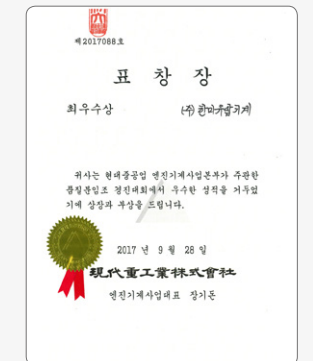 제2017088호
표 창 장
최우수상
귀사는 현대중공업 엔진기계사업본부가 주관한
품질분임조 경진대회에서 우수한 성적을 거두었
기에 상장과 부상을 드립니다.
2017 년 9 월 28 일
現代重工業株式會社
엔진기계사업대표 장기돈